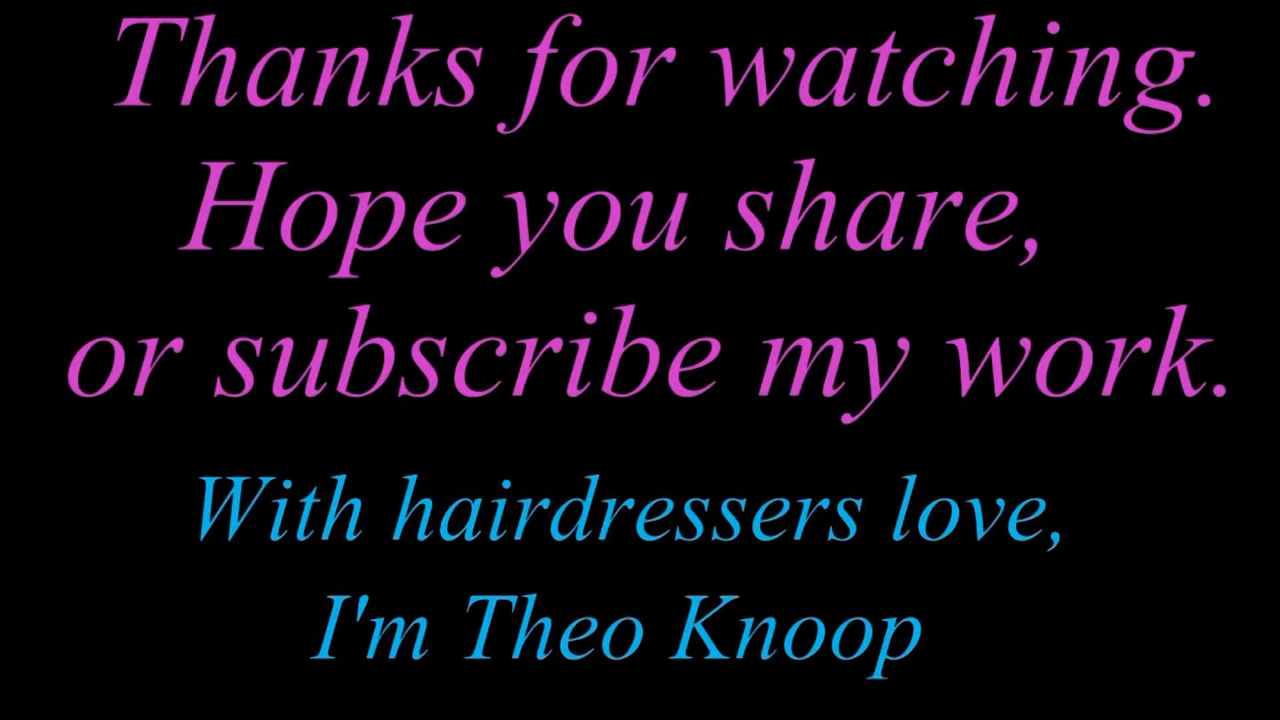 Thanks for watching.
Hope you share,
or subscribe my work.
With hairdressers love,
I'm Theo Knoop